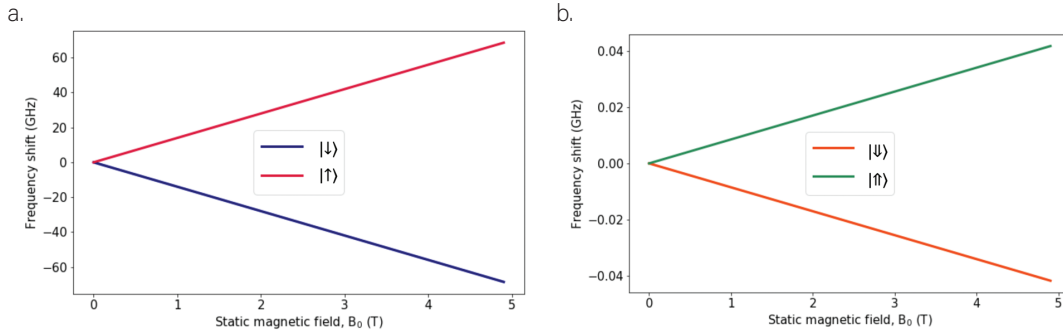 a.
Frequency shift (GHz)
60
40
20
0
−20
−40
−60
|↓⟩
|↑⟩
0 1 2 3 4 5
Static magnetic field, B₀ (T)
b.
Frequency shift (GHz)
0.04
0.02
0.00
−0.02
−0.04
|⇓⟩
|⇑⟩
0 1 2 3 4 5
Static magnetic field, B₀ (T)